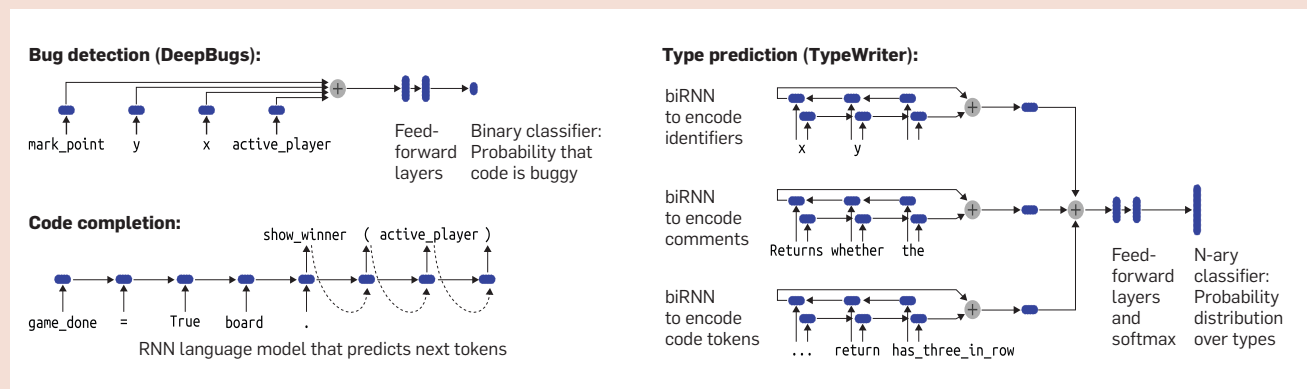 Bug detection (DeepBugs):
+
mark_point y x active_player
Feed-
forward
layers
Binary classifier:
Probability that
code is buggy
Code completion:
show_winner ( active_player )
game_done = True board .
RNN language model that predicts next tokens
Type prediction (TypeWriter):
biRNN
to encode
identifiers
+
x y
biRNN
to encode
comments
+
+
Returns whether the
biRNN
to encode
code tokens
+
... return has_three_in_row
Feed-
forward
layers
and
softmax
N-ary
classifier:
Probability
distribution
over types